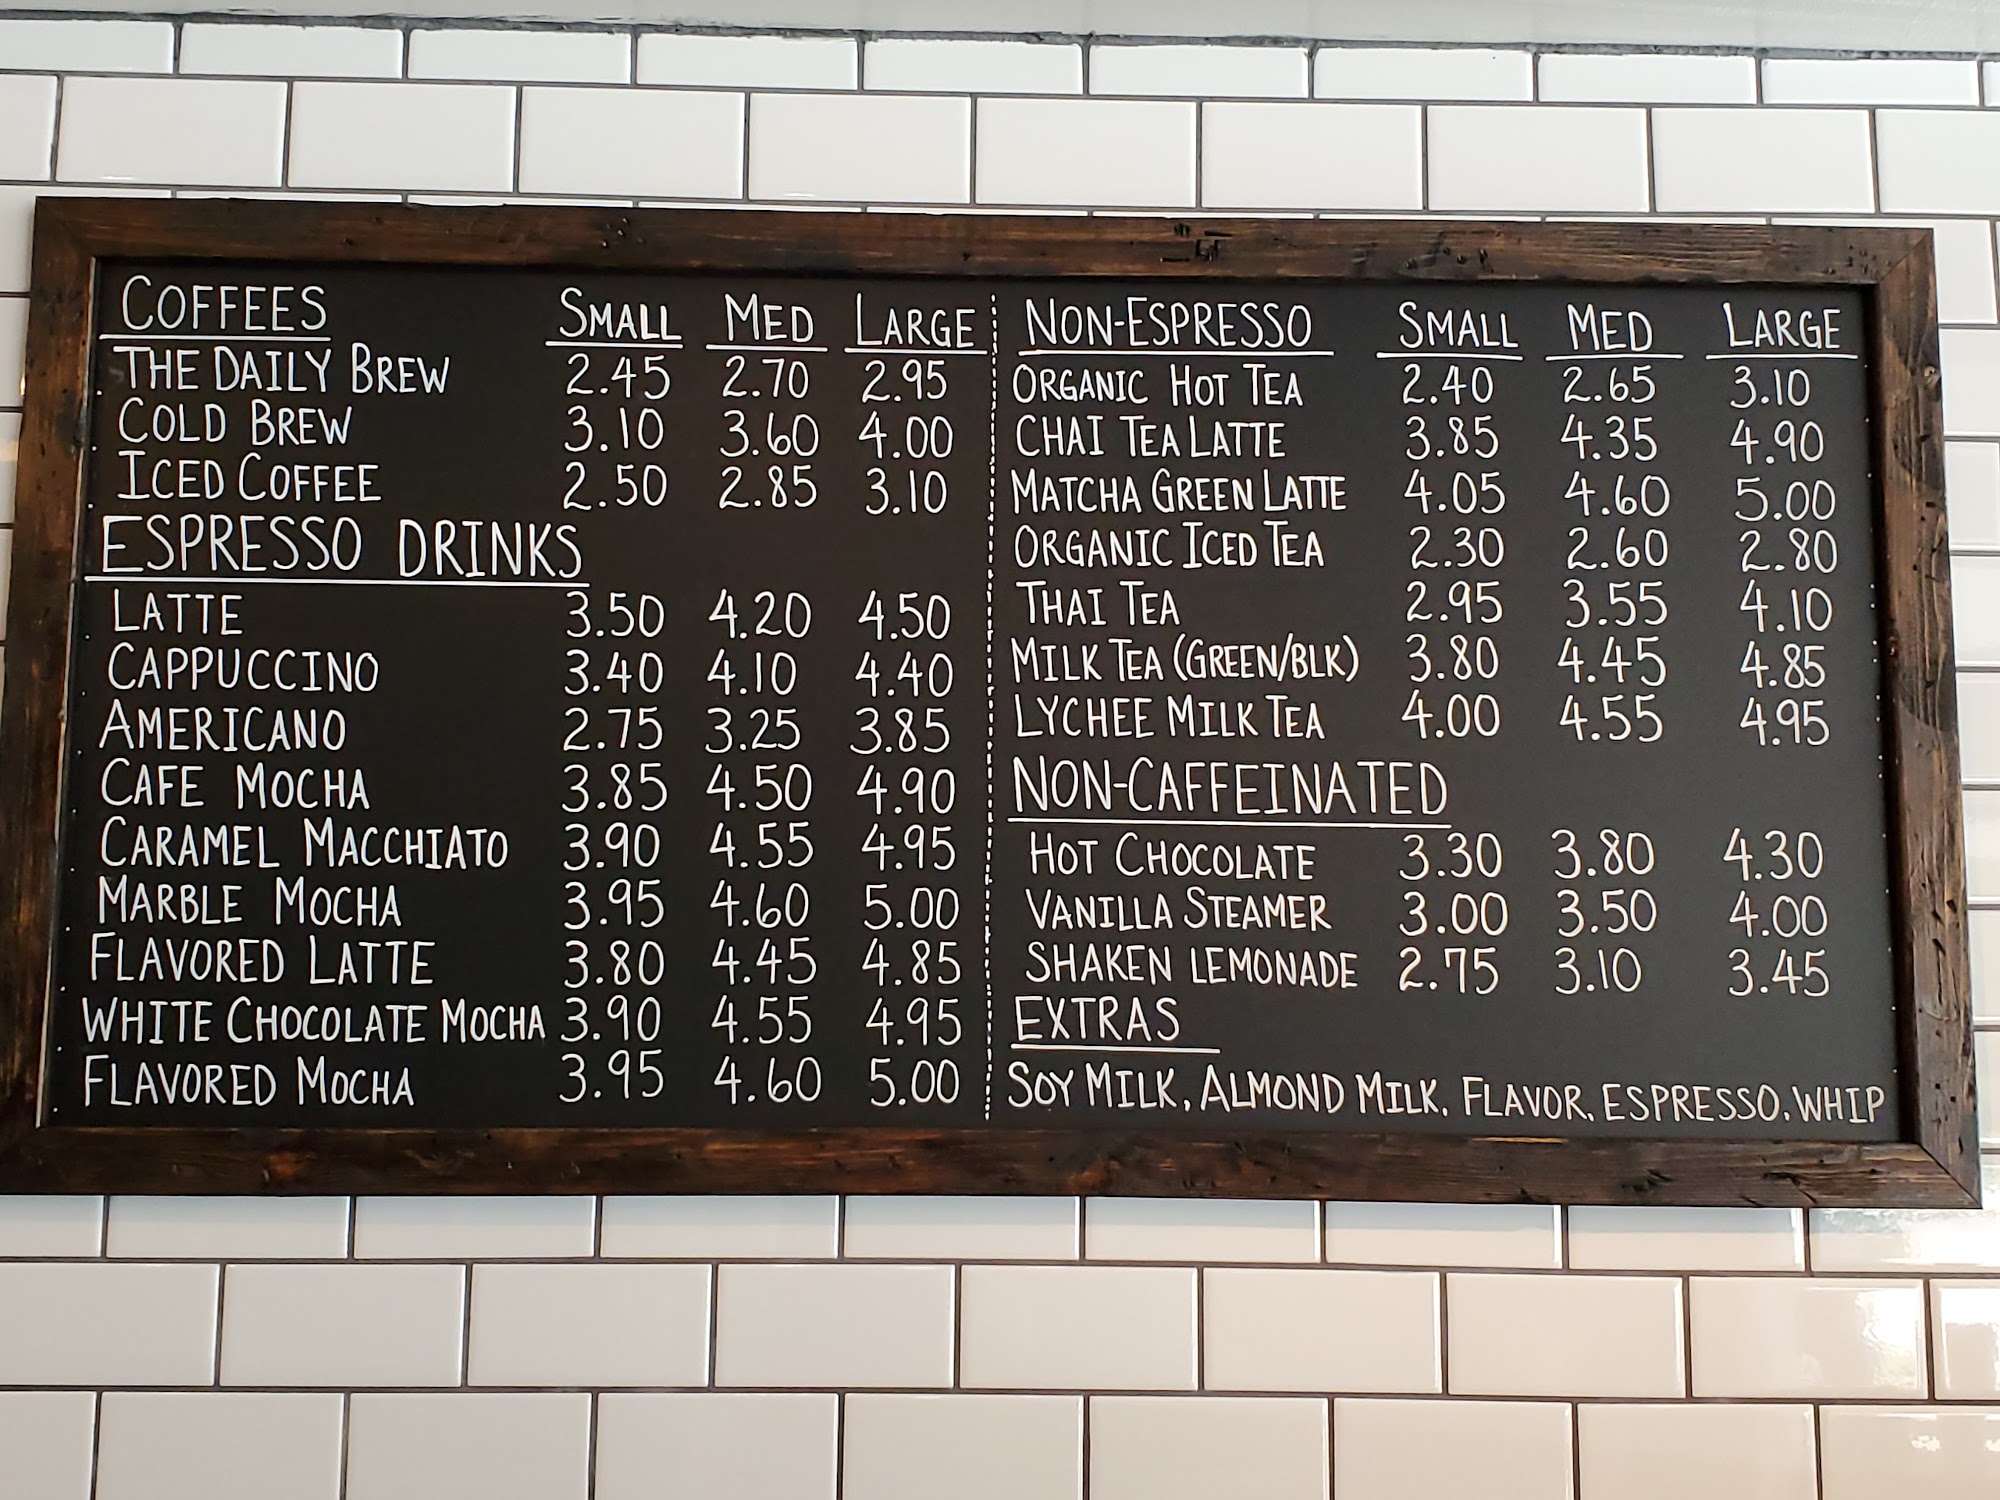 COFFEES SMALL MED LARGE
THE DAILY BREW 2.45 2.70 2.95
COLD BREW 3.10 3.60 4.00
ICED COFFEE 2.50 2.85 3.10
ESPRESSO DRINKS
LATTE 3.50 4.20 4.50
CAPPUCCINO 3.40 4.10 4.40
AMERICANO 2.75 3.25 3.85
CAFE MOCHA 3.85 4.50 4.90
CARAMEL MACCHIATO 3.90 4.55 4.95
MARBLE MOCHA 3.95 4.60 5.00
FLAVORED LATTE 3.80 4.45 4.85
WHITE CHOCOLATE MOCHA 3.90 4.55 4.95
FLAVORED MOCHA 3.95 4.60 5.00
NON-ESPRESSO SMALL MED LARGE
ORGANIC HOT TEA 2.40 2.65 3.10
CHAI TEA LATTE 3.85 4.35 4.90
MATCHA GREEN LATTE 4.05 4.60 5.00
ORGANIC ICED TEA 2.30 2.60 2.80
THAI TEA 2.95 3.55 4.10
MILK TEA (GREEN/BLK) 3.80 4.45 4.85
LYCHEE MILK TEA 4.00 4.55 4.95
NON-CAFFEINATED
HOT CHOCOLATE 3.30 3.80 4.30
VANILLA STEAMER 3.00 3.50 4.00
SHAKEN LEMONADE 2.75 3.10 3.45
EXTRAS
SOY MILK, ALMOND MILK, FLAVOR, ESPRESSO, WHIP